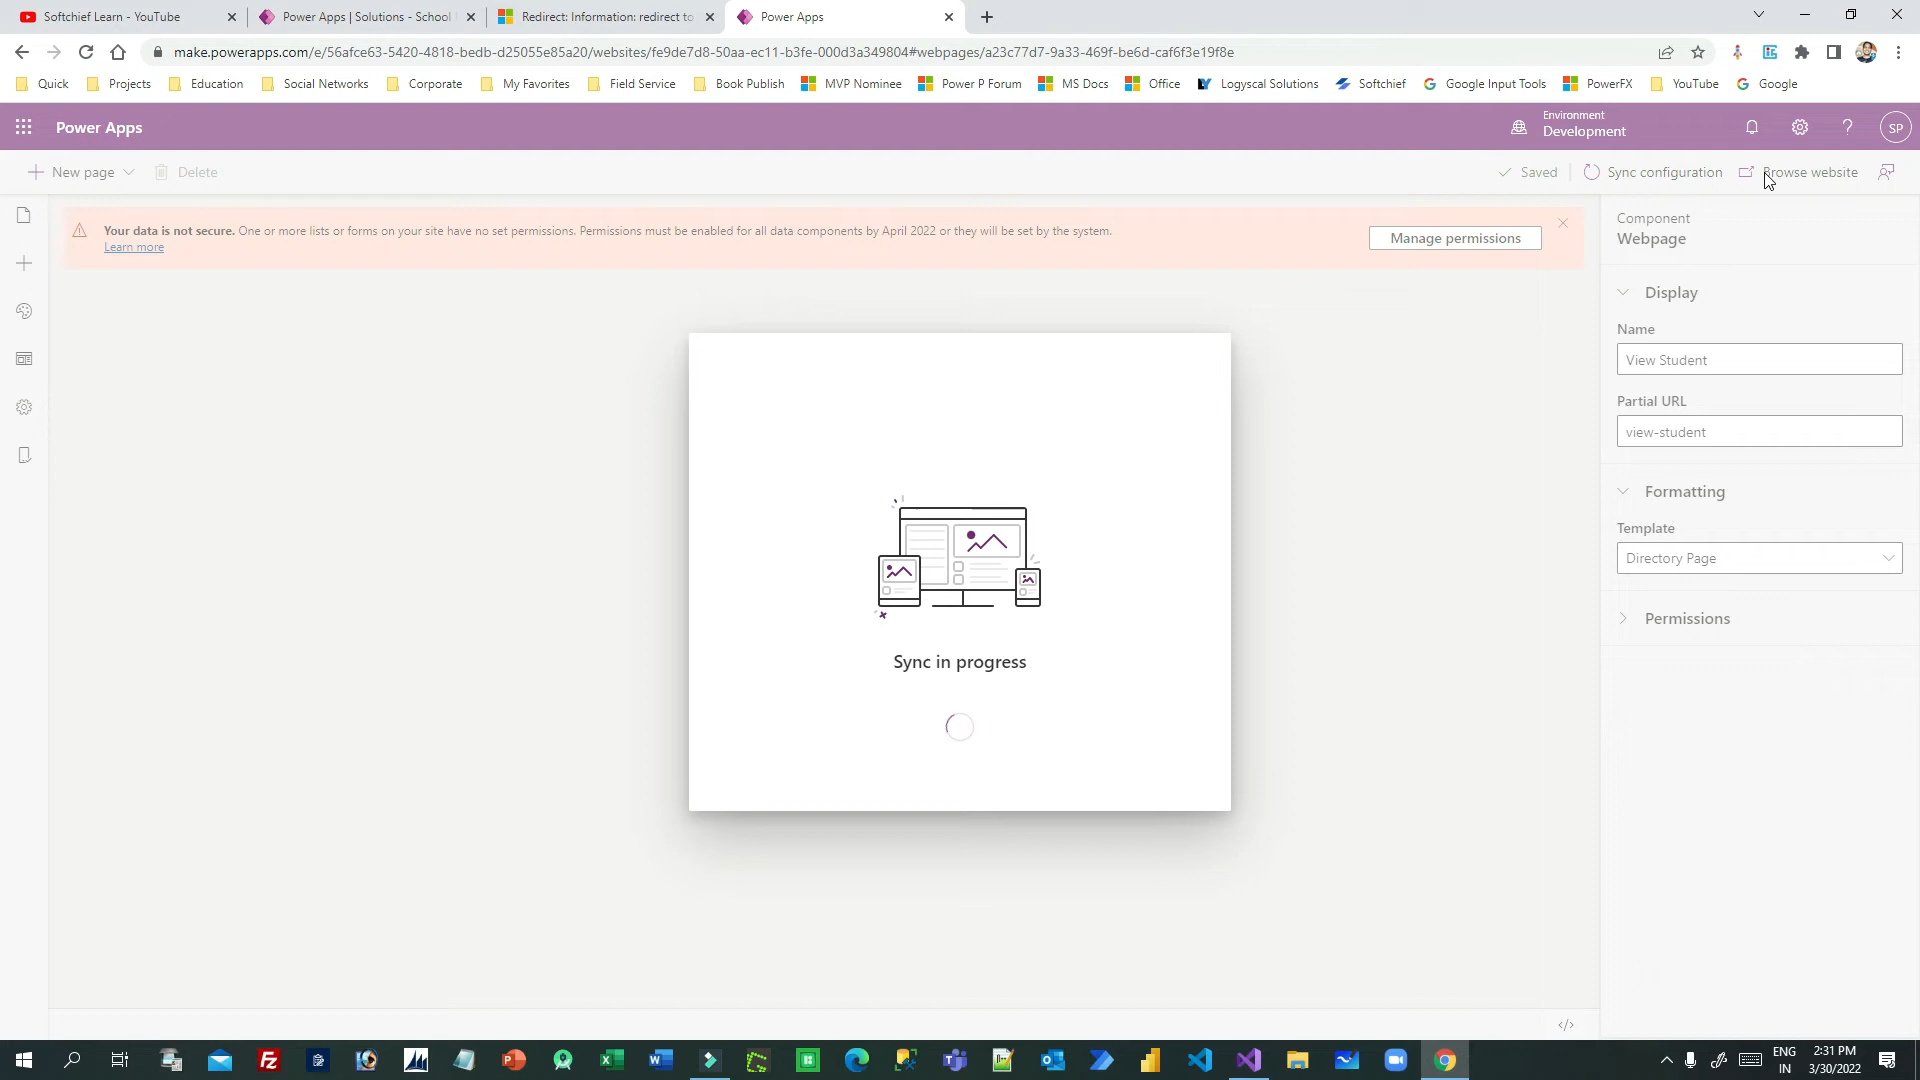 Softchief Learn - YouTube
Power Apps | Solutions - School
Redirect: Information: redirect to
Power Apps
make.powerapps.com/e/56afce63-5420-4818-bedb-d25055e85a20/websites/fe9de7d8-50aa-ec11-b3fe-000d3a349804#webpages/a23c77d7-9a33-469f-be6d-caf6f3e19f8e
Quick
Projects
Education
Social Networks
Corporate
My Favorites
Field Service
Book Publish
MVP Nominee
Power P Forum
MS Docs
Office
Logyscal Solutions
Softchief
Google Input Tools
PowerFX
YouTube
Google
Power Apps
Environment
Development
?
SP
New page
Delete
Saved
Sync configuration
Browse website
Your data is not secure. One or more lists or forms on your site have no set permissions. Permissions must be enabled for all data components by April 2022 or they will be set by the system.
Learn more
Manage permissions
Component
Webpage
Display
Name
View Student
Partial URL
view-student
Formatting
Template
Directory Page
Permissions
Sync in progress
</>
ENG
IN
2:31 PM
3/30/2022